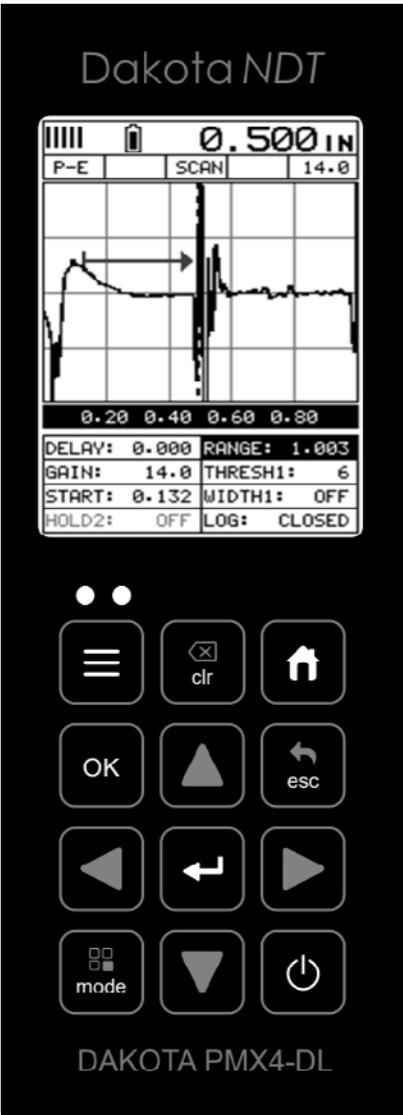 Dakota NDT
0.500 IN
P-E SCAN 14.0
0.20 0.40 0.60 0.80
DELAY: 0.000 RANGE: 1.003
GAIN: 14.0 THRESH1: 6
START: 0.132 WIDTH1: OFF
HOLD2: OFF LOG: CLOSED
clr
OK
esc
mode
DAKOTA PMX4-DL